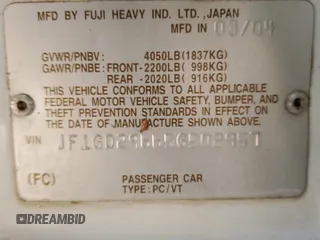 MFD BY FUJI HEAVY IND. LTD., JAPAN
MFD IN 03/04
GVWR/PNBV: 4050LB(1837KG)
GAWR/PNBE: FRONT-2200LB( 998KG)
REAR -2020LB( 916KG)
THIS VEHICLE CONFORMS TO ALL APPLICABLE
FEDERAL MOTOR VEHICLE SAFETY, BUMPER, AND
THEFT PREVENTION STANDARDS IN EFFECT ON
THE DATE OF MANUFACTURE SHOWN ABOVE.
VIN
(FC) PASSENGER CAR
TYPE: PC/VT
DREAMBID